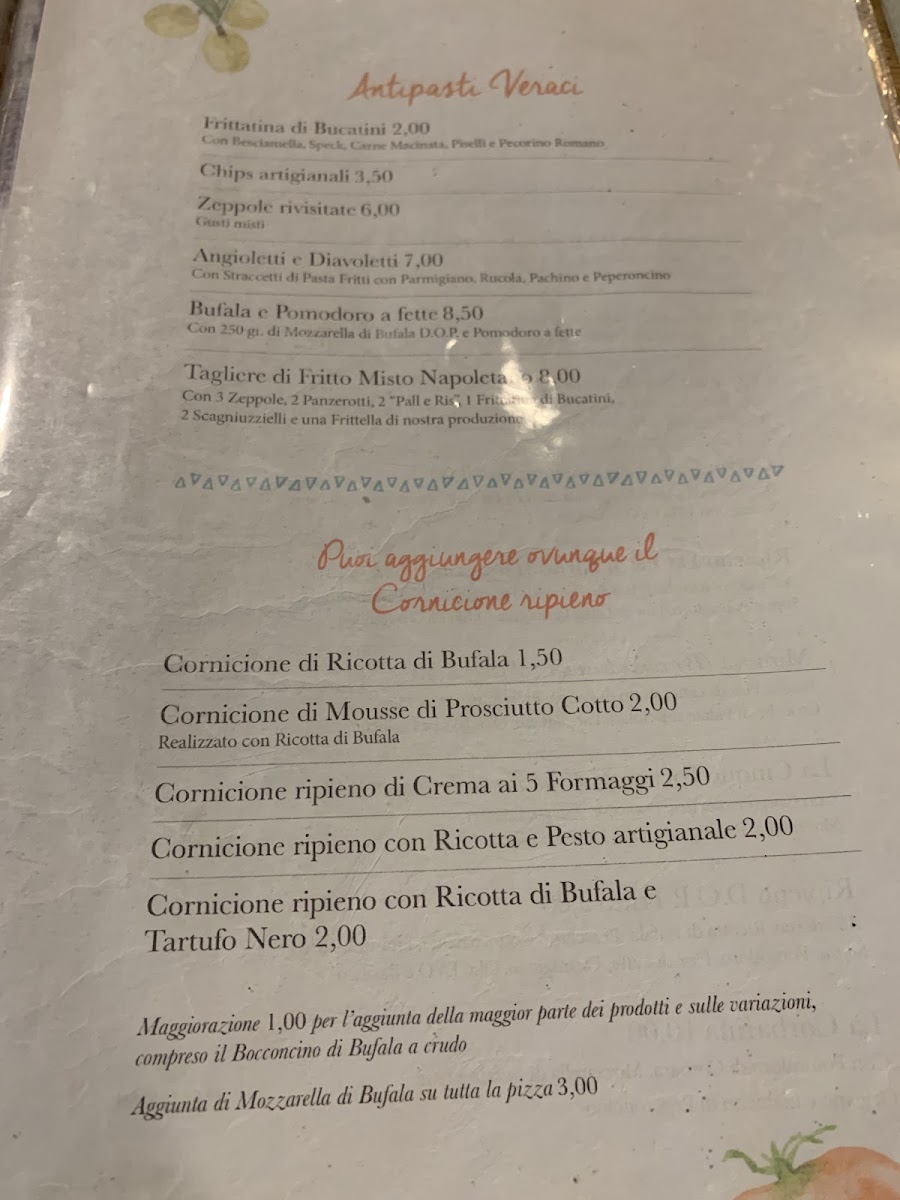 Antipasti Veraci
Frittatina di Bucatini 2,00
Con Besciamella, Speck, Carne Macinata, Piselli e Pecorino Romano
Chips artigianali 3,50
Zeppole rivisitate 6,00
Gusti misti
Angioletti e Diavoletti 7,00
Con Straccetti di Pasta Fritti con Parmigiano, Rucola, Pachino e Peperoncino
Bufala e Pomodoro a fette 8,50
Con 250 gr. di Mozzarella di Bufala D.O.P. e Pomodoro a fette
Tagliere di Fritto Misto 8,00
Con 3 Zeppole, 2 Panzerotti, 2 "Pall e Ris", 1 di Bucatini,
2 Scagniuzzielli e una Frittella di nostra produzione
Puoi aggiungere ovunque il
Cornicione ripieno
Cornicione di Ricotta di Bufala 1,50
Cornicione di Mousse di Prosciutto Cotto 2,00
Realizzato con Ricotta di Bufala
Cornicione ripieno di Crema ai 5 Formaggi 2,50
Cornicione ripieno con Ricotta e Pesto artigianale 2,00
Cornicione ripieno con Ricotta di Bufala e
Tartufo Nero 2,00
Maggiorazione 1,00 per l'aggiunta della maggior parte dei prodotti e sulle variazioni,
compreso il Bocconcino di Bufala a crudo
Aggiunta di Mozzarella di Bufala su tutta la pizza 3,00